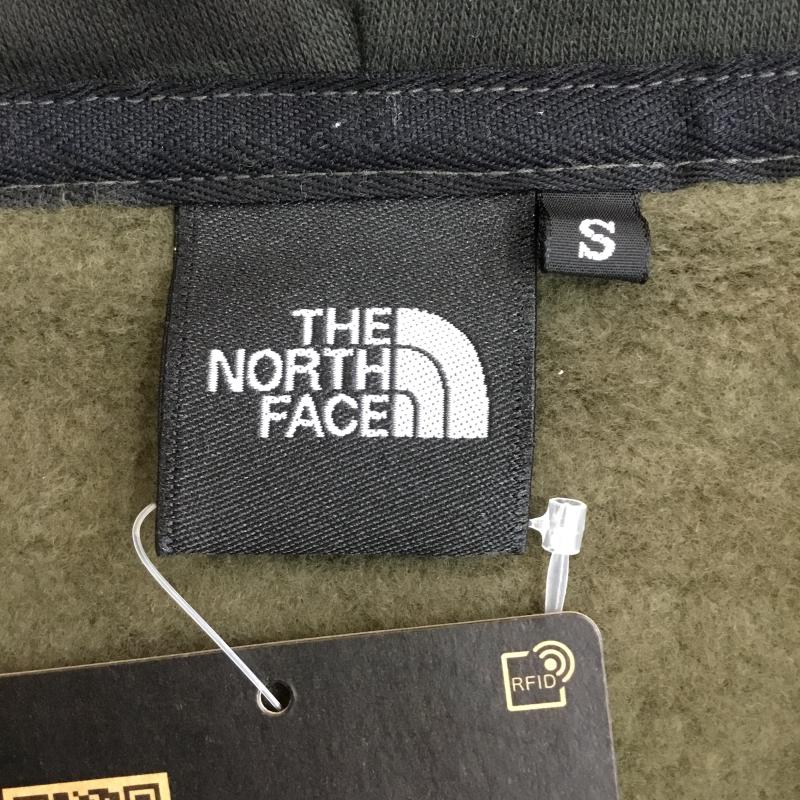 THE
NORTH
FACE
S
RFID